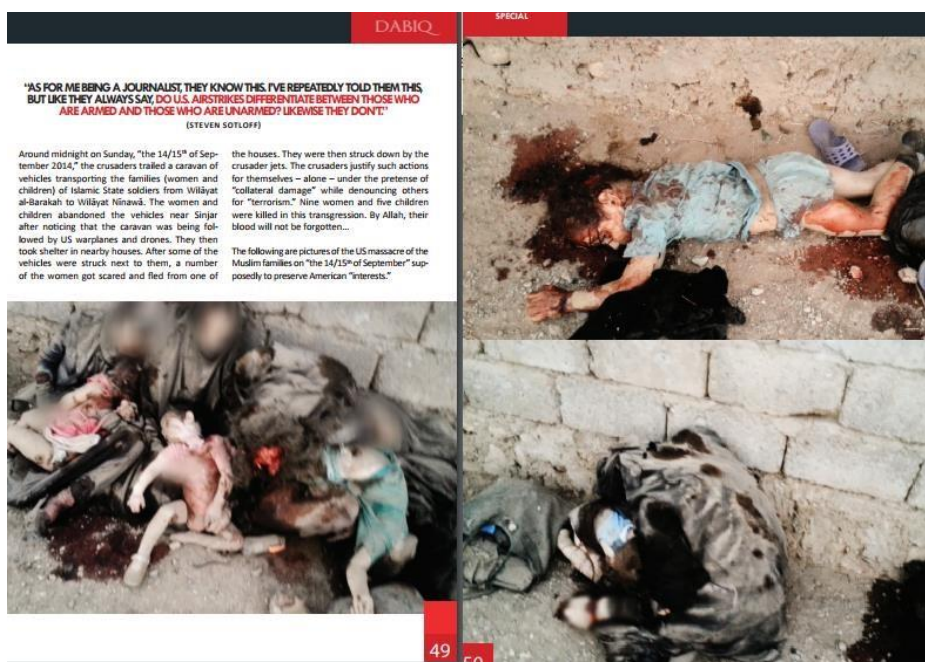 DABIQ
"AS FOR ME BEING A JOURNALIST, THEY KNOW THIS. I'VE REPEATEDLY TOLD THEM THIS,
BUT LIKE THEY ALWAYS SAY, DO U.S. AIRSTRIKES DIFFERENTIATE BETWEEN THOSE WHO
ARE ARMED AND THOSE WHO ARE UNARMED? LIKEWISE THEY DON'T."
(STEVEN SOTLOFF)
Around midnight on Sunday, "the 14/15th of Sep-
tember 2014," the crusaders trailed a caravan of
vehicles transporting the families (women and
children) of Islamic State soldiers from Wilāyat
al-Barakah to Wilāyat Nīnawā. The women and
children abandoned the vehicles near Sinjar
after noticing that the caravan was being fol-
lowed by US warplanes and drones. They then
took shelter in nearby houses. After some of the
vehicles were struck next to them, a number
of the women got scared and fled from one of
the houses. They were then struck down by the
crusader jets. The crusaders justify such actions
for themselves – alone – under the pretense of
"collateral damage" while denouncing others
for "terrorism." Nine women and five children
were killed in this transgression. By Allah, their
blood will not be forgotten...
The following are pictures of the US massacre of the
Muslim families on "the 14/15th of September" sup-
posedly to preserve American "interests."
49
SPECIAL
50